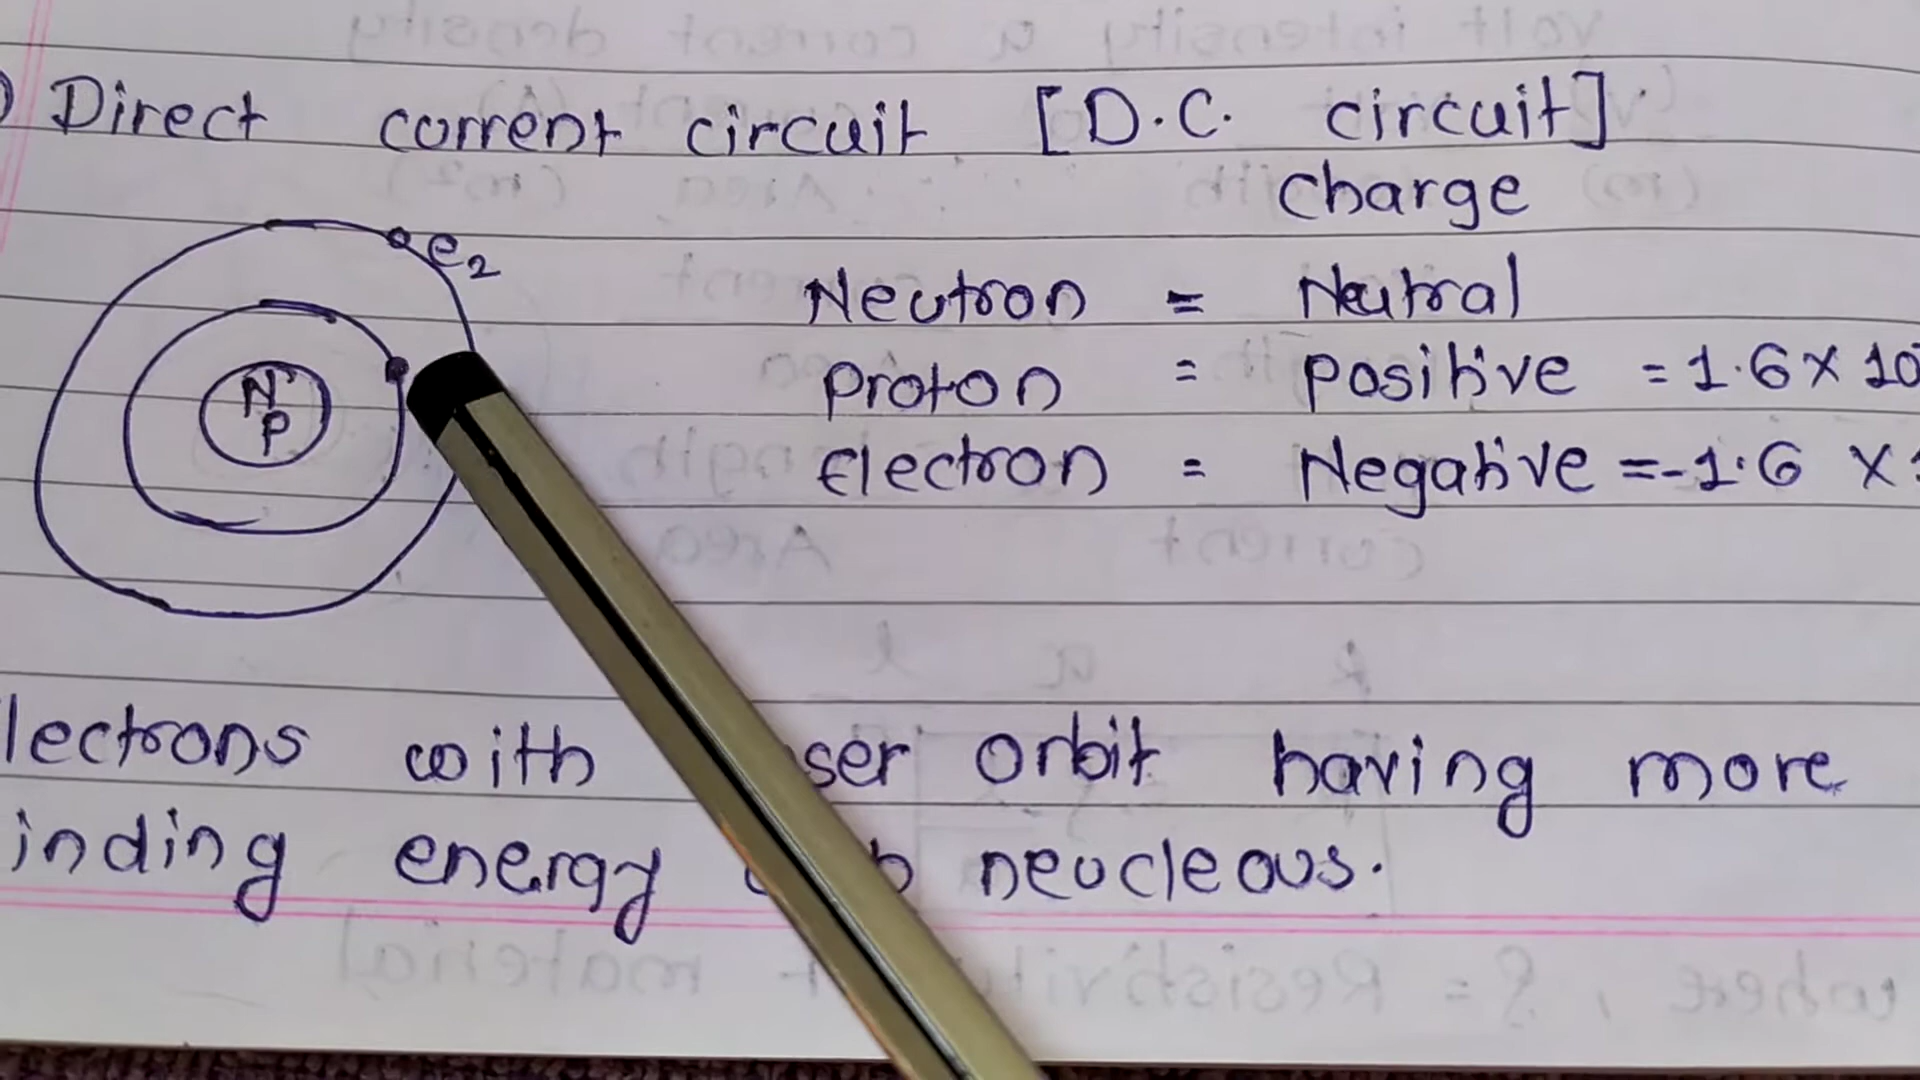 Direct current circuit [D.C. circuit]
charge
e2
Neutron = Neutral
N
P
Proton = Positive = 1.6 × 10
Electron = Negative = -1.6 ×
lectrons with ser orbit having more
inding energy neucleous.